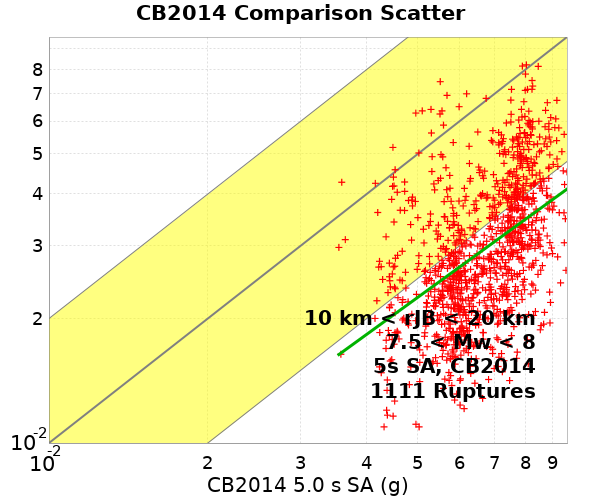 CB2014 Comparison Scatter
8
7
6
5
4
3
2
10 km < rJB < 20 km
7.5 < Mw < 8
5s SA, CB2014
1111 Ruptures
10-2
10-2
2 3 4 5 6 7 8 9
CB2014 5.0 s SA (g)